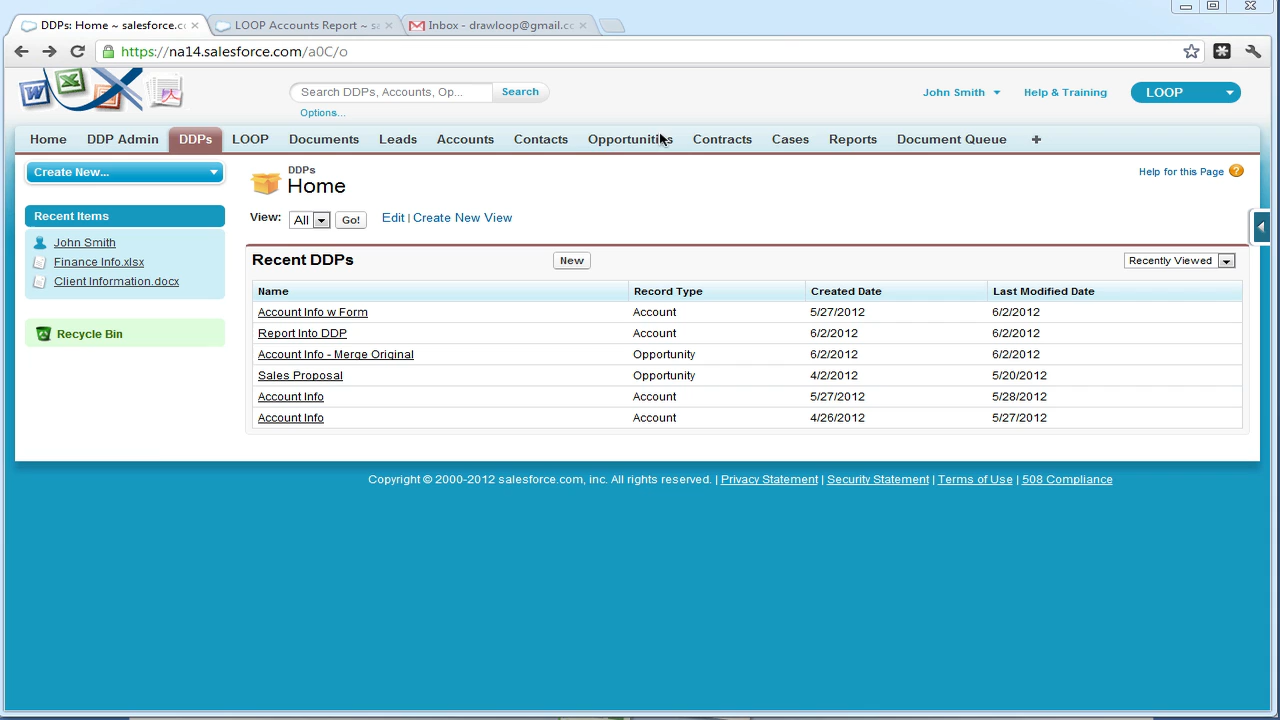 DDPs: Home ~ salesforce.c
LOOP Accounts Report ~ s
Inbox - drawloop@gmail.cc
https://na14.salesforce.com/a0C/o
Search DDPs, Accounts, Op...
Search
Options...
John Smith
Help & Training
LOOP
Home
DDP Admin
DDPs
LOOP
Documents
Leads
Accounts
Contacts
Opportunities
Contracts
Cases
Reports
Document Queue
Create New...
Recent Items
John Smith
Finance Info.xlsx
Client Information.docx
Recycle Bin
DDPs
Home
Help for this Page
View: All Go! Edit | Create New View
Recent DDPs New Recently Viewed
Name Record Type Created Date Last Modified Date
Account Info w Form Account 5/27/2012 6/2/2012
Report Into DDP Account 6/2/2012 6/2/2012
Account Info - Merge Original Opportunity 6/2/2012 6/2/2012
Sales Proposal Opportunity 4/2/2012 5/20/2012
Account Info Account 5/27/2012 5/28/2012
Account Info Account 4/26/2012 5/27/2012
Copyright © 2000-2012 salesforce.com, inc. All rights reserved. | Privacy Statement | Security Statement | Terms of Use | 508 Compliance